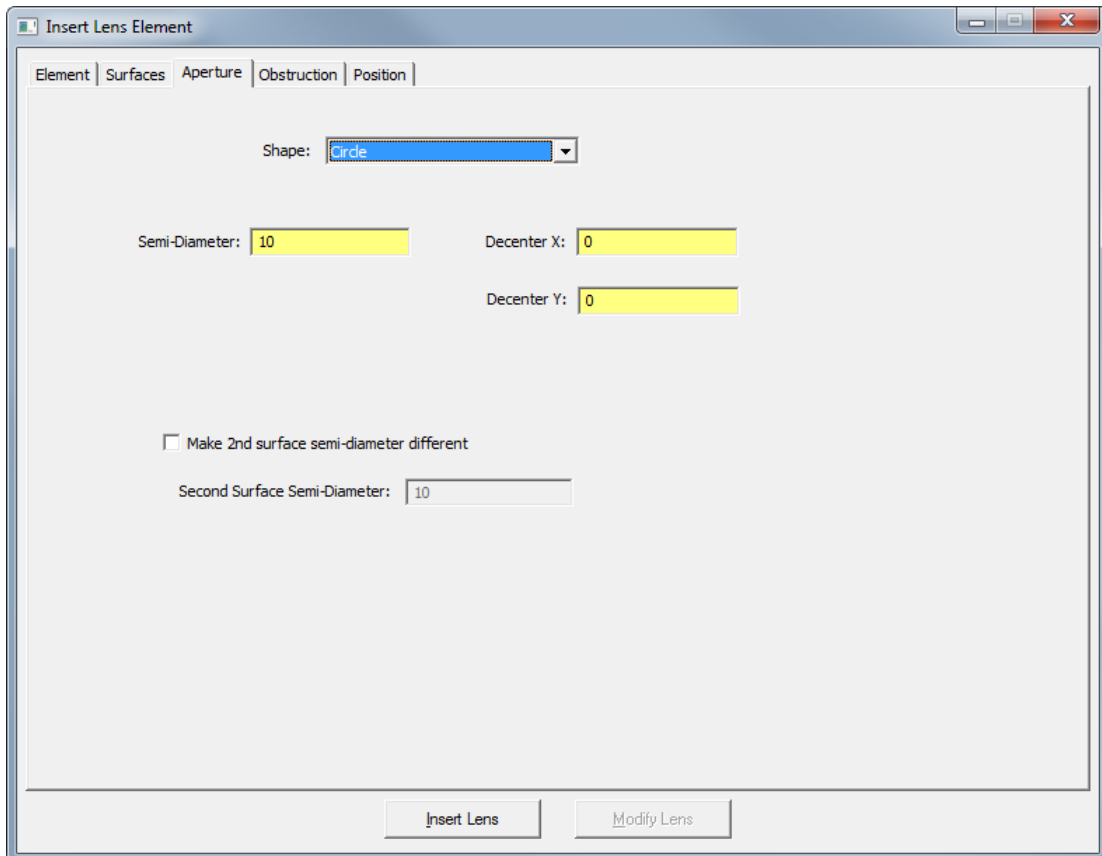 Insert Lens Element
Element Surfaces Aperture Obstruction Position
Shape: Circle
Semi-Diameter: 10 Decenter X: 0
Decenter Y: 0
Make 2nd surface semi-diameter different
Second Surface Semi-Diameter: 10
Insert Lens Modify Lens